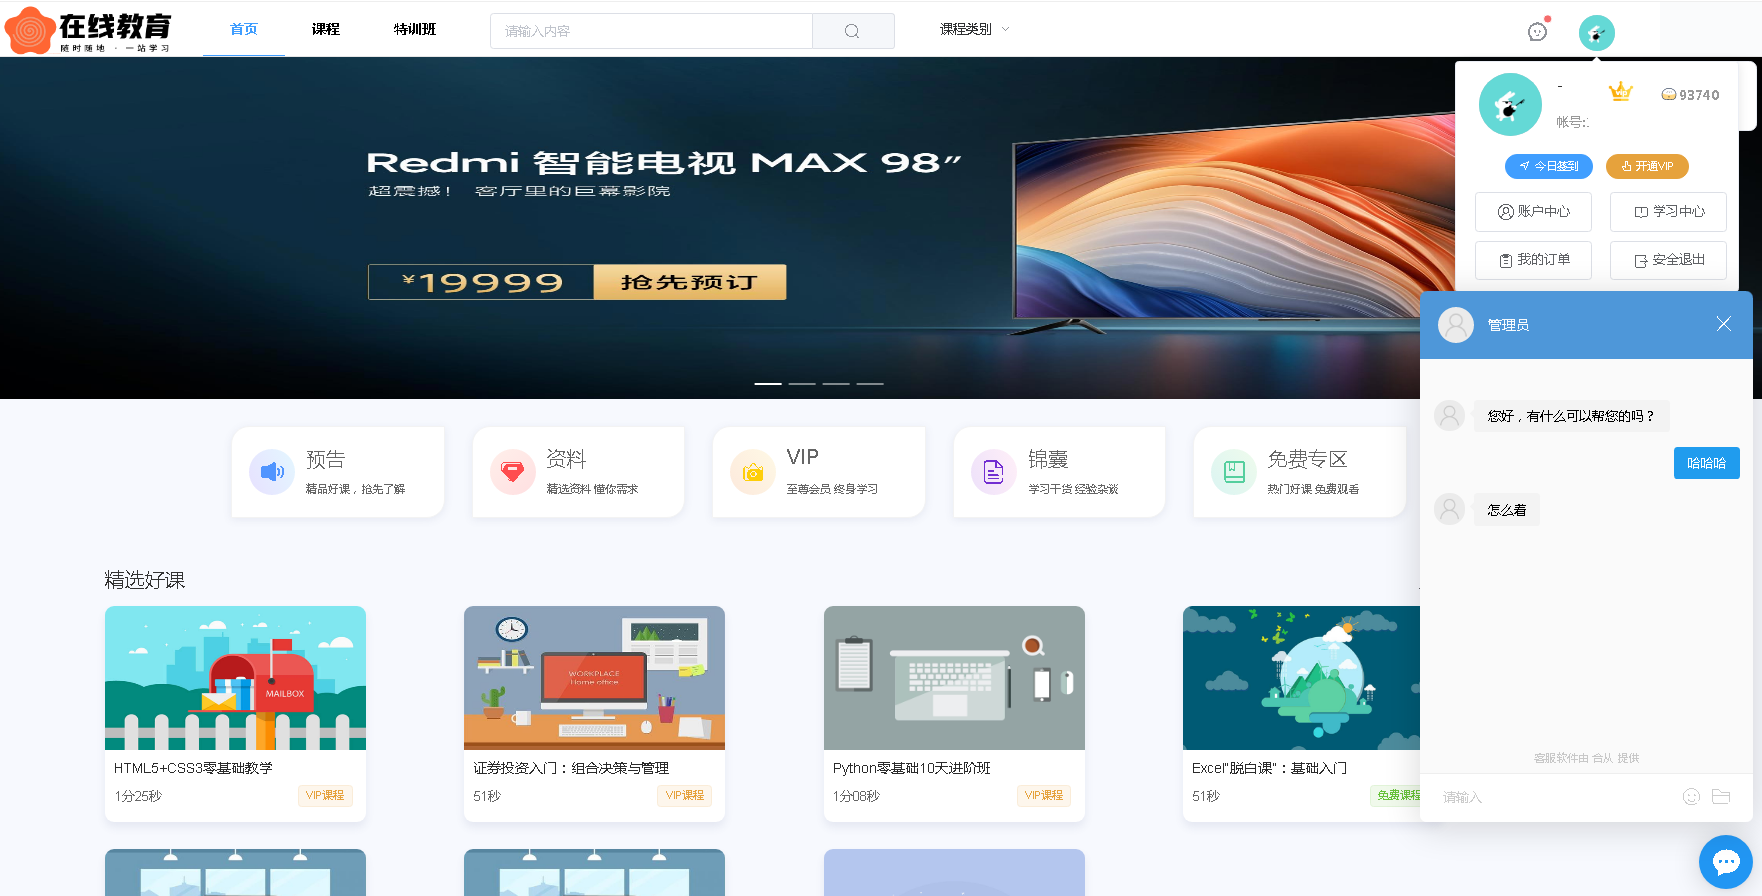 在线教育
随时随地 · 一站学习
首页
课程
特训班
请输入内容
课程类别
-
vip
93740
帐号:
今日签到
开通VIP
账户中心
学习中心
我的订单
安全退出
Redmi 智能电视 MAX 98”
超震撼！ 客厅里的巨幕影院
¥19999
抢先预订
管理员
您好，有什么可以帮您的吗？
哈哈哈
怎么着
客服软件由 合从 提供
请输入
预告
精品好课，抢先了解
资料
精选资料 懂你需求
VIP
至尊会员 终身学习
锦囊
学习干货 经验杂谈
免费专区
热门好课 免费观看
精选好课
MAILBOX
HTML5+CSS3零基础教学
1分25秒
VIP课程
WORKPLACE
Home office
证券投资入门：组合决策与管理
51秒
VIP课程
Python零基础10天进阶班
1分08秒
VIP课程
Excel“脱白课”：基础入门
51秒
免费课程